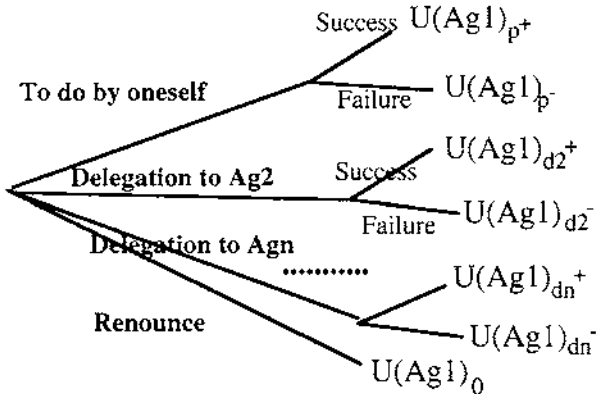 Success U(Ag1)p+
To do by oneself
Failure U(Ag1)p-
U(Ag1)d2+
Delegation to Ag2 Success
Failure U(Ag1)d2-
Delegation to Agn
............ U(Ag1)dn+
Renounce
U(Ag1)dn-
U(Ag1)0